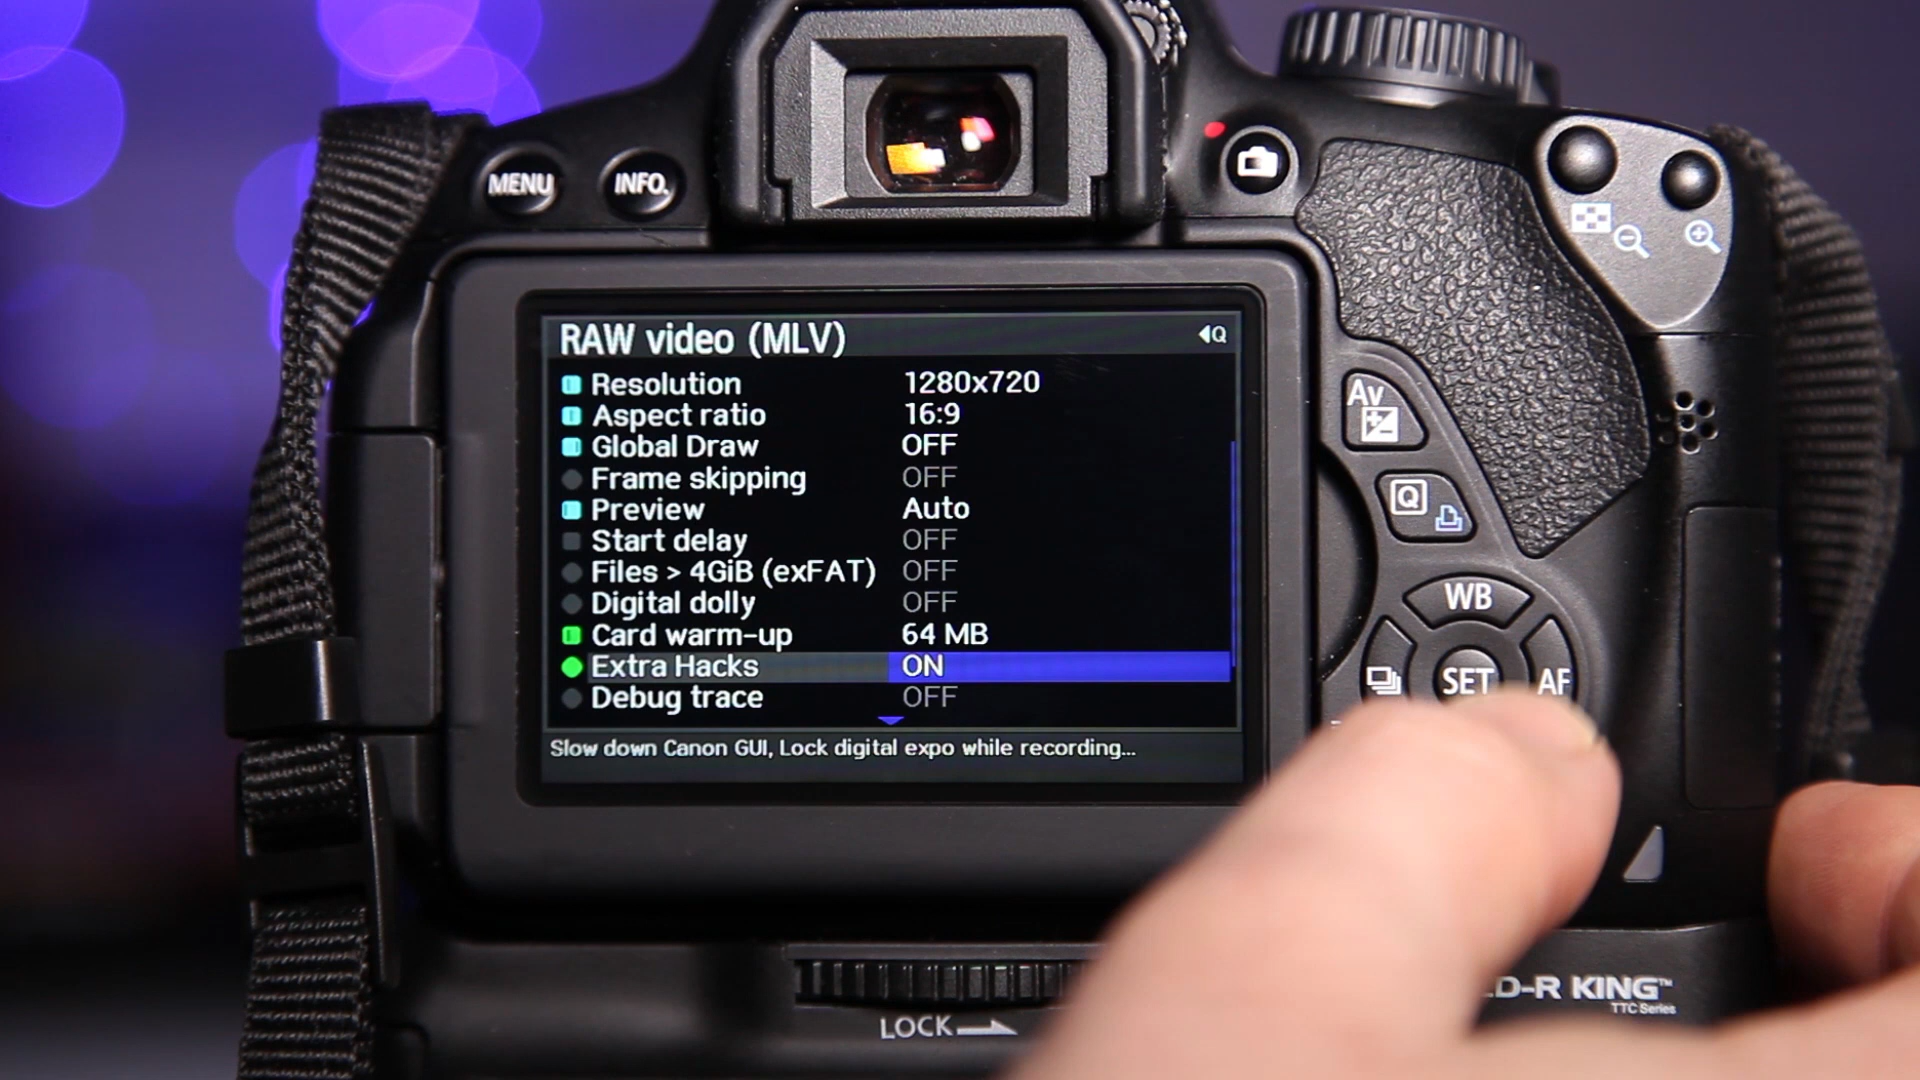 MENU
INFO.
RAW video (MLV)
Q
Resolution 1280x720
Aspect ratio 16:9
Global Draw OFF
Frame skipping OFF
Preview Auto
Start delay OFF
Files > 4GiB (exFAT) OFF
Digital dolly OFF
Card warm-up 64 MB
Extra Hacks ON
Debug trace OFF
Slow down Canon GUI, Lock digital expo while recording...
Av
Q
WB
SET
AF
D-R KING™
TTC Series
LOCK